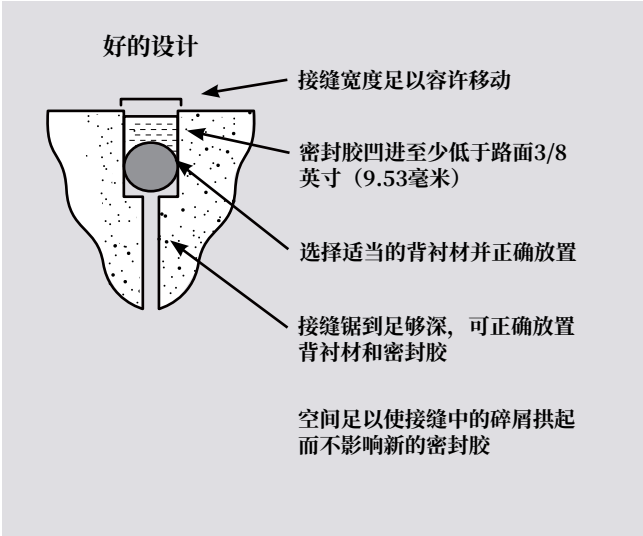 好的设计
接缝宽度足以容许移动
密封胶凹进至少低于路面3/8
英寸（9.53毫米）
选择适当的背衬材并正确放置
接缝锯到足够深，可正确放置
背衬材和密封胶
空间足以使接缝中的碎屑拱起
而不影响新的密封胶